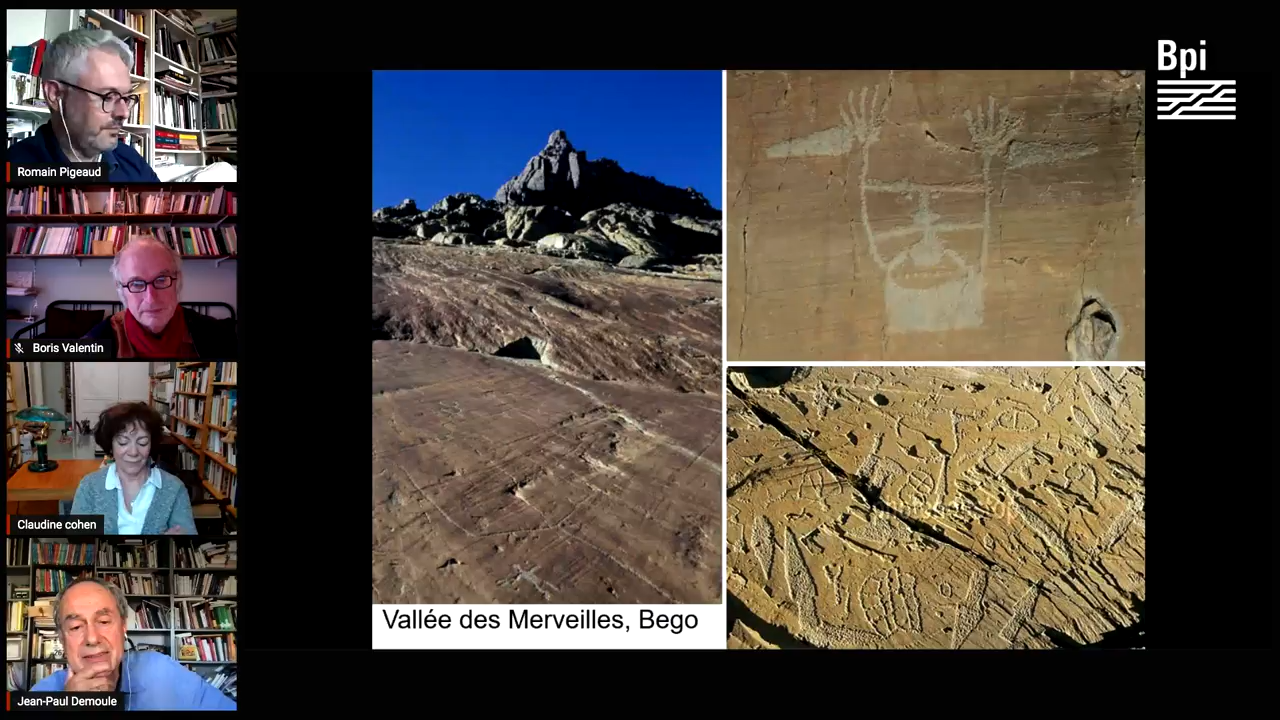 Romain Pigeaud
Boris Valentin
Claudine cohen
Jean-Paul Demoule
Vallée des Merveilles, Bego
Bpi